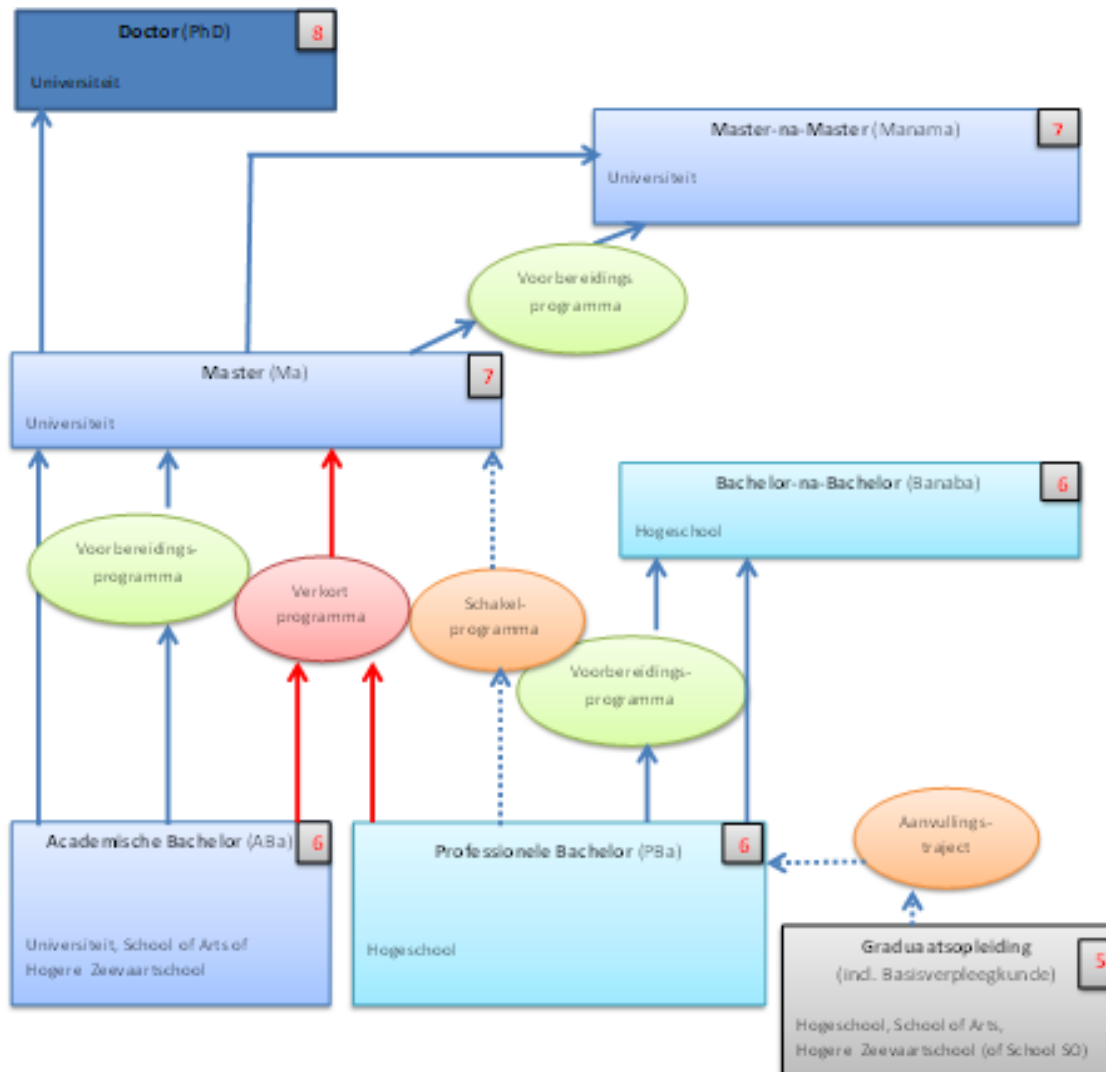 Doctor (PhD)
8
Universiteit
Master-na-Master (Manama)
7
Universiteit
Voorbereidings
programma
Master (Ma)
7
Universiteit
Bachelor-na-Bachelor (Banaba)
6
Hogeschool
Voorbereidings-
programma
Verkort
programma
Schakel-
programma
Voorbereidings-
programma
Academische Bachelor (ABa)
6
Universiteit, School of Arts of
Hogere Zeevaartschool
Professionele Bachelor (PBa)
6
Hogeschool
Aanvullings-
traject
Graduaatsopleiding
(incl. Basisverpleegkunde)
5
Hogeschool, School of Arts,
Hogere Zeevaartschool (of School SO)